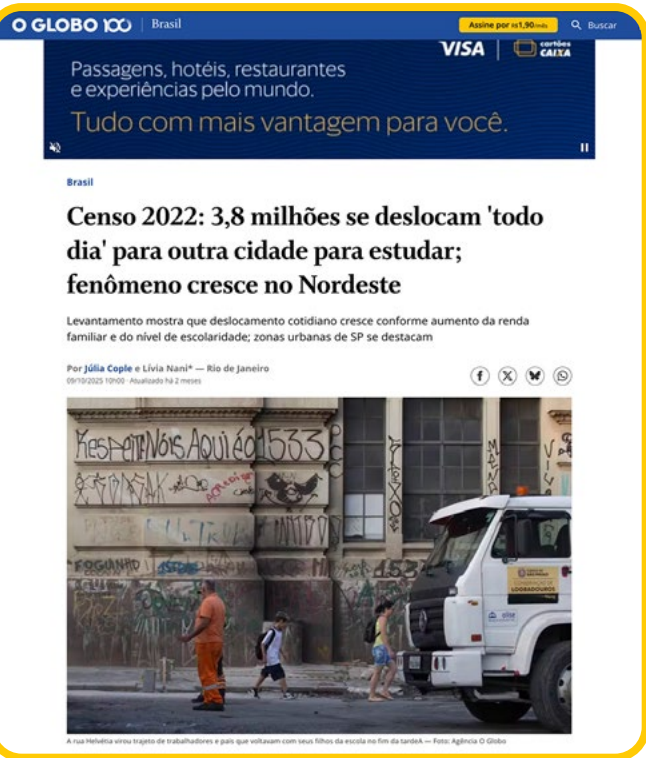 O GLOBO 100 | Brasil
Assine por R$1,90/mês
Buscar
VISA
cartões
CAIXA
Passagens, hotéis, restaurantes
e experiências pelo mundo.
Tudo com mais vantagem para você.
Brasil
Censo 2022: 3,8 milhões se deslocam 'todo
dia' para outra cidade para estudar;
fenômeno cresce no Nordeste
Levantamento mostra que deslocamento cotidiano cresce conforme aumento da renda
familiar e do nível de escolaridade; zonas urbanas de SP se destacam
Por Júlia Cople e Lívia Nani* — Rio de Janeiro
09/10/2025 10h00 · Atualizado há 2 meses
1533
FOGUINHO
1533
LOGRADOUROS
A rua Helvétia virou trajeto de trabalhadores e pais que voltavam com seus filhos da escola no fim da tardeA — Foto: Agência O Globo